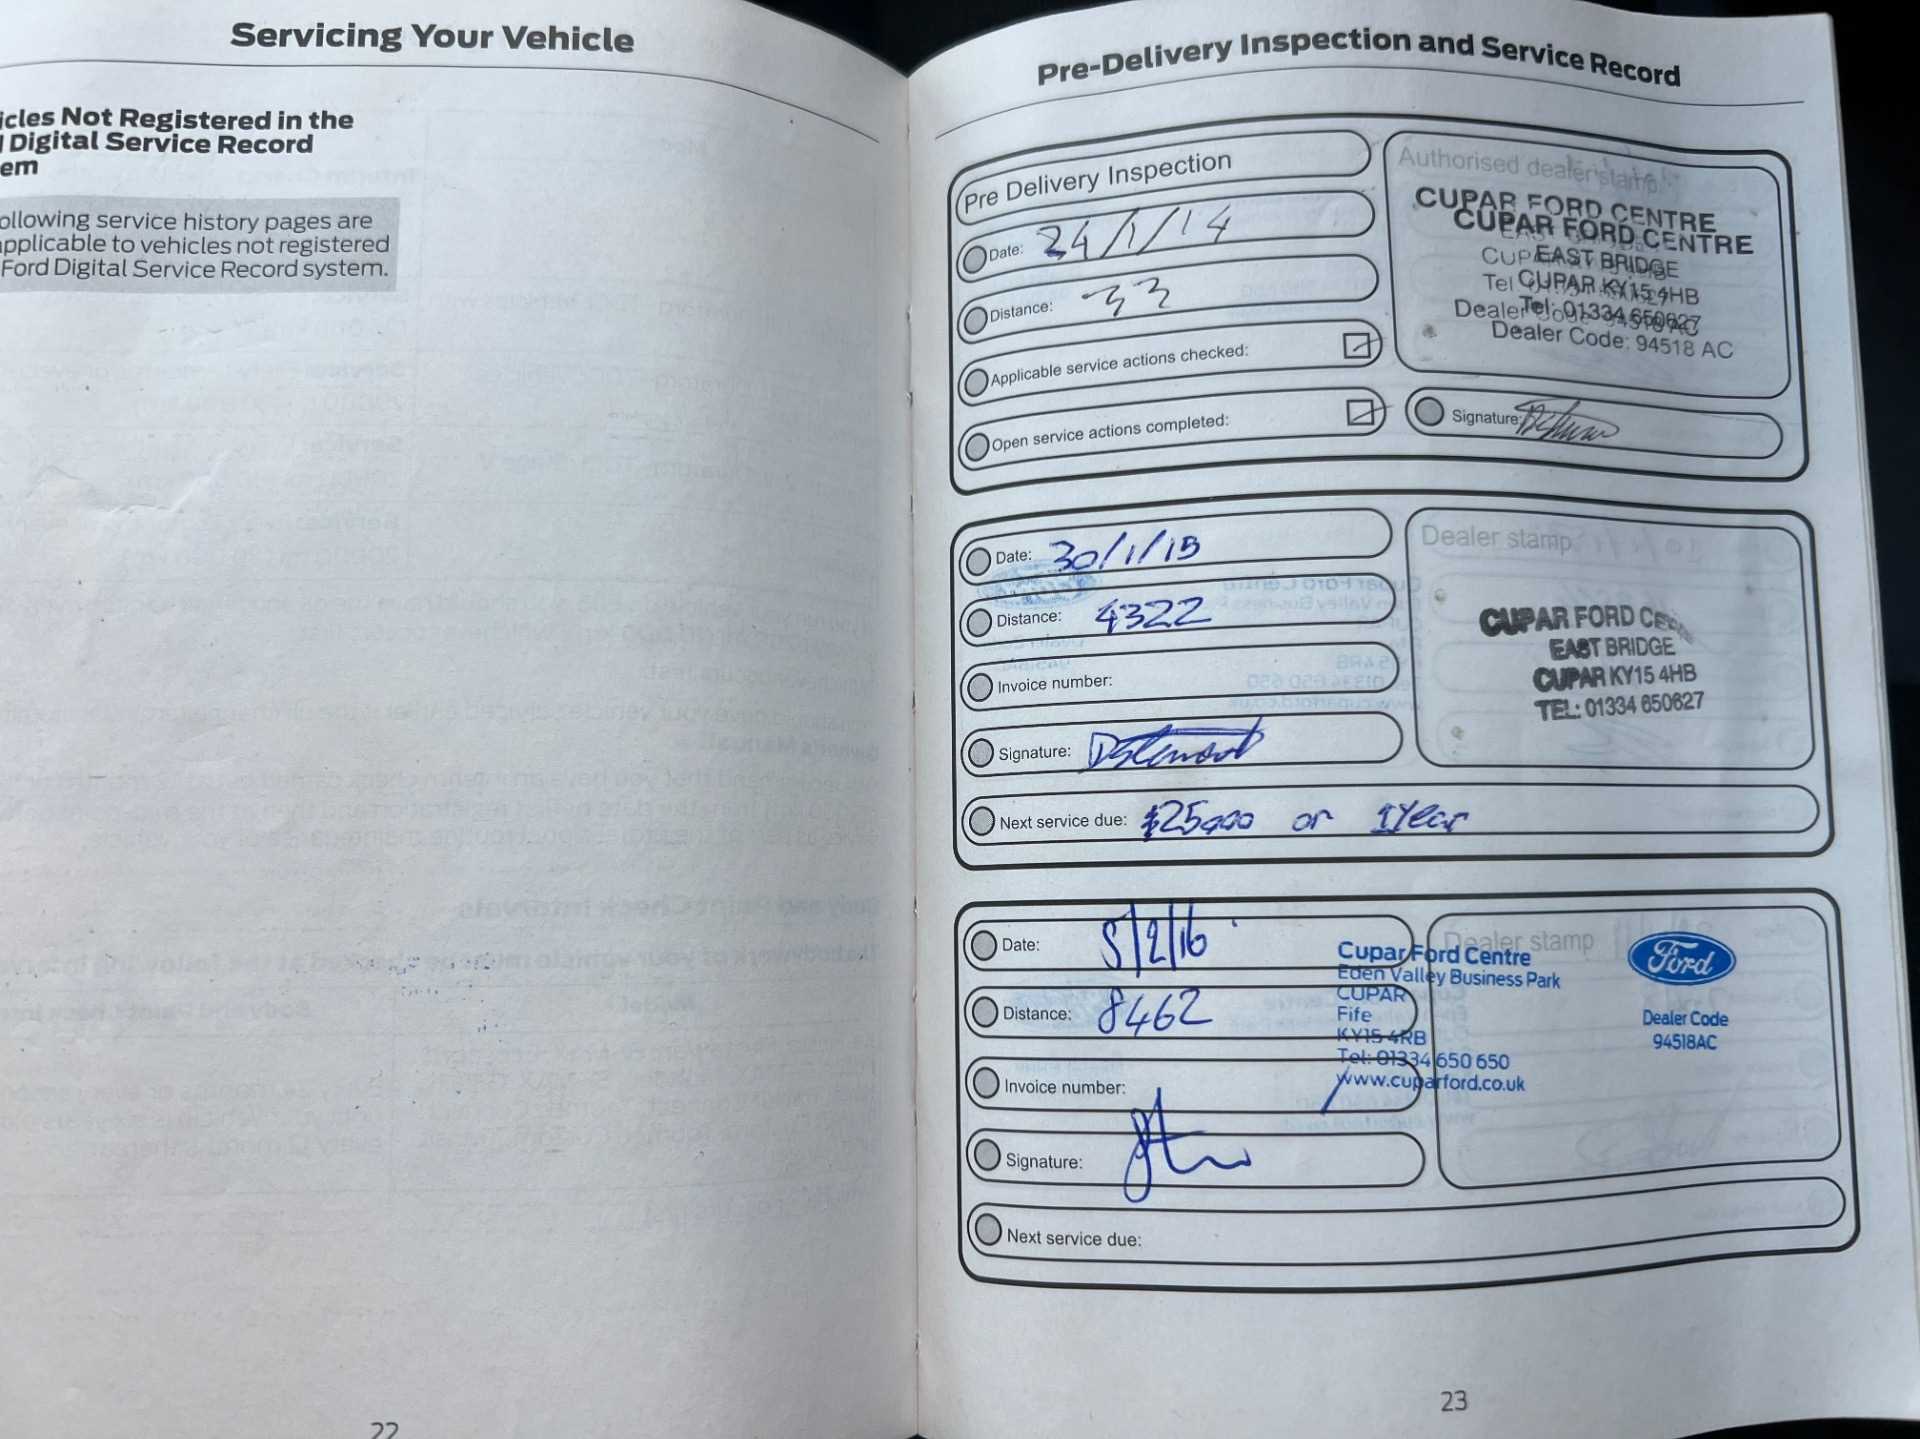 Servicing Your Vehicle
icles Not Registered in the
Digital Service Record
em
ollowing service history pages are
applicable to vehicles not registered
Ford Digital Service Record system.
22
Pre-Delivery Inspection and Service Record
Pre Delivery Inspection
Date: 24/1/14
Distance: 33
Applicable service actions checked:
Open service actions completed:
Authorised dealer stamp
CUPAR FORD CENTRE
CUPAR FORD CENTRE
EAST BRIDGE
CUPAR KY15 4HB
Tel: 01334 650627
Dealer Code: 94518 AC
Signature:
Date: 30/1/15
Distance: 4322
Invoice number:
Signature:
Next service due: 25000 or 1 Year
Dealer stamp
CUPAR FORD
EAST BRIDGE
CUPAR KY15 4HB
TEL: 01334 650627
Date: 5/2/16
Distance: 8462
Invoice number:
Signature:
Next service due:
Dealer stamp
Cupar Ford Centre
Eden Valley Business Park
CUPAR
Fife
KY15 4RB
Tel: 01334 650 650
www.cuparford.co.uk
Ford
Dealer Code
94518AC
23